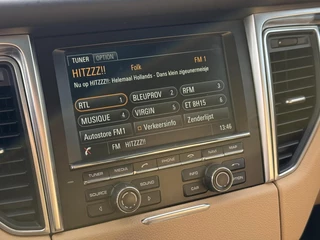 TUNER OPTION
HITZZZ!! Folk FM 1
Nu op HITZZZ!!: Helemaal Hollands - Dans klein zigeunermeisje
RTL 1 BLEUPROV 2 RFM 3
MUSIQUE 4 VIRGIN 5 ET BH15 6
Autostore FM1 Verkeersinfo Zenderlijst
FM HITZZZ!! 13:46
TUNER MEDIA PHONE MAP NAV
SOURCE SOUND INFO
CAR